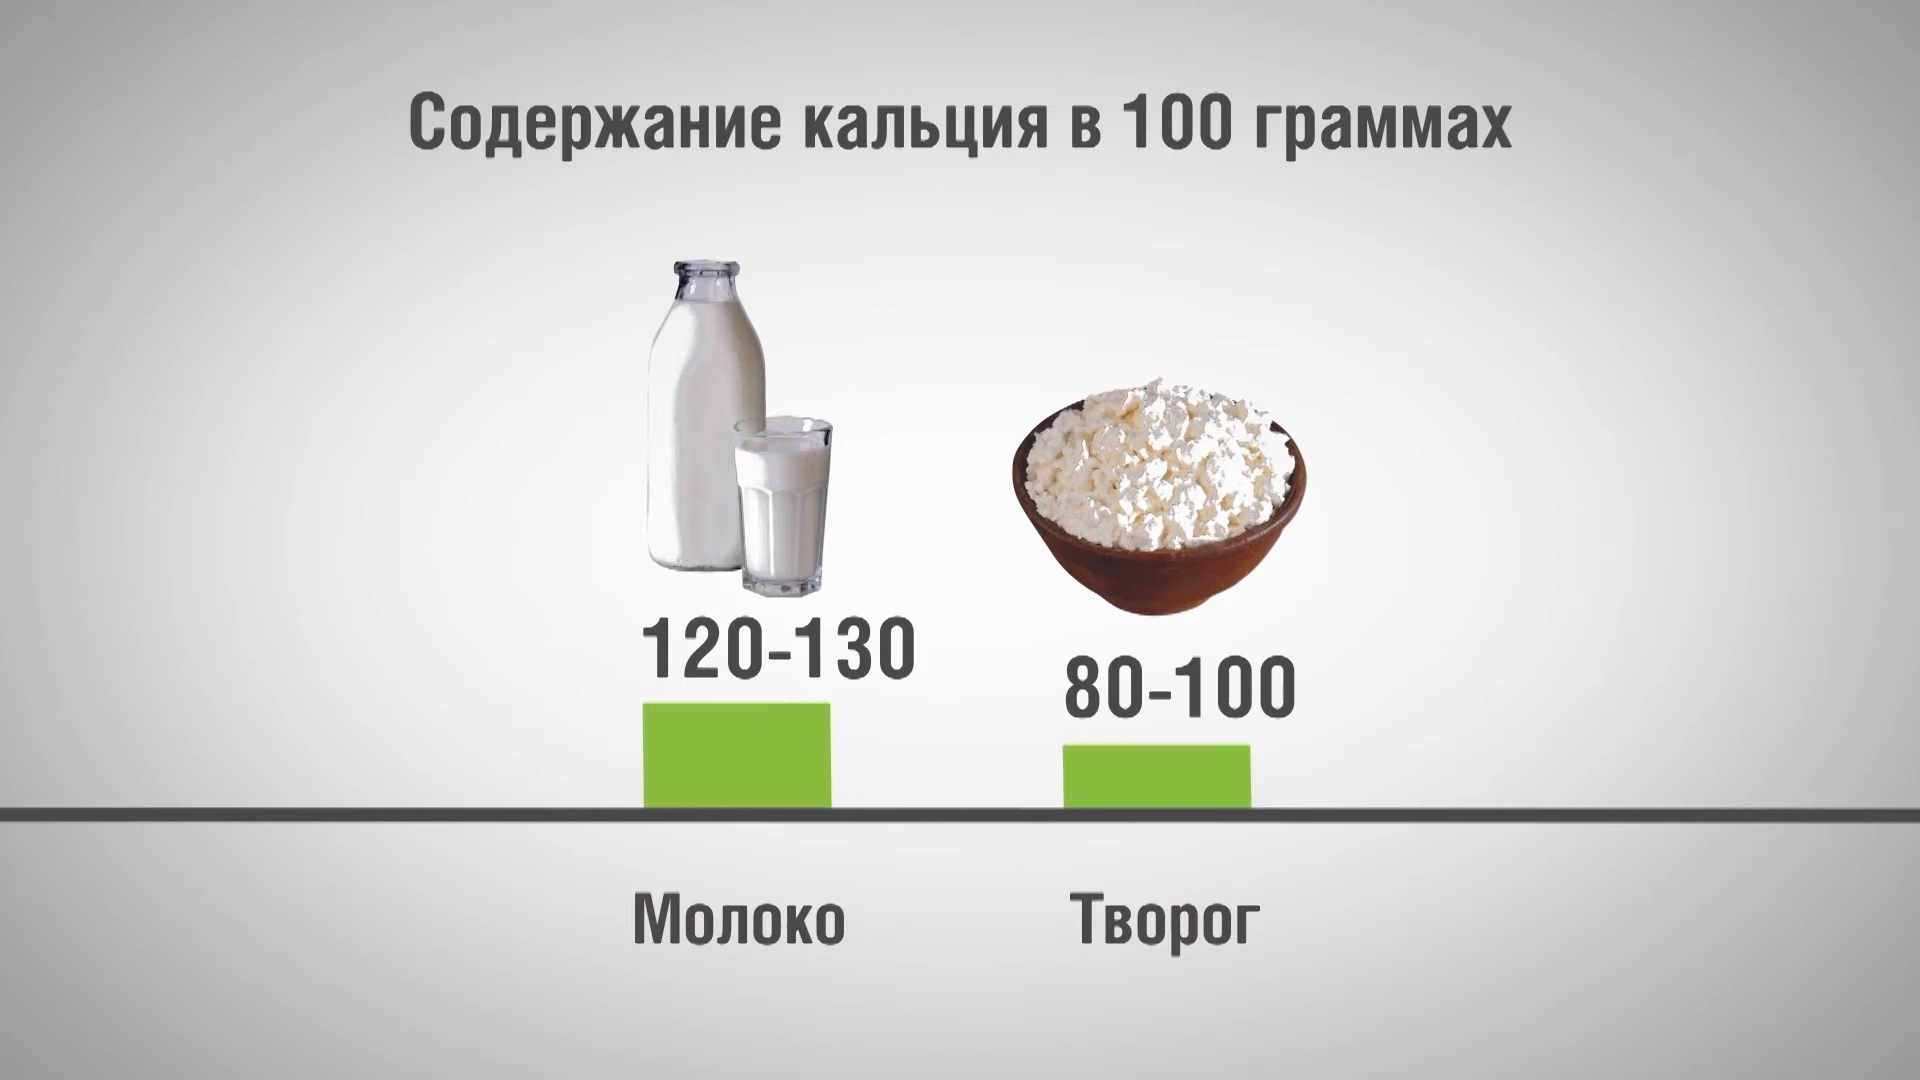 Содержание кальция в 100 граммах
120-130
80-100
Молоко
Творог